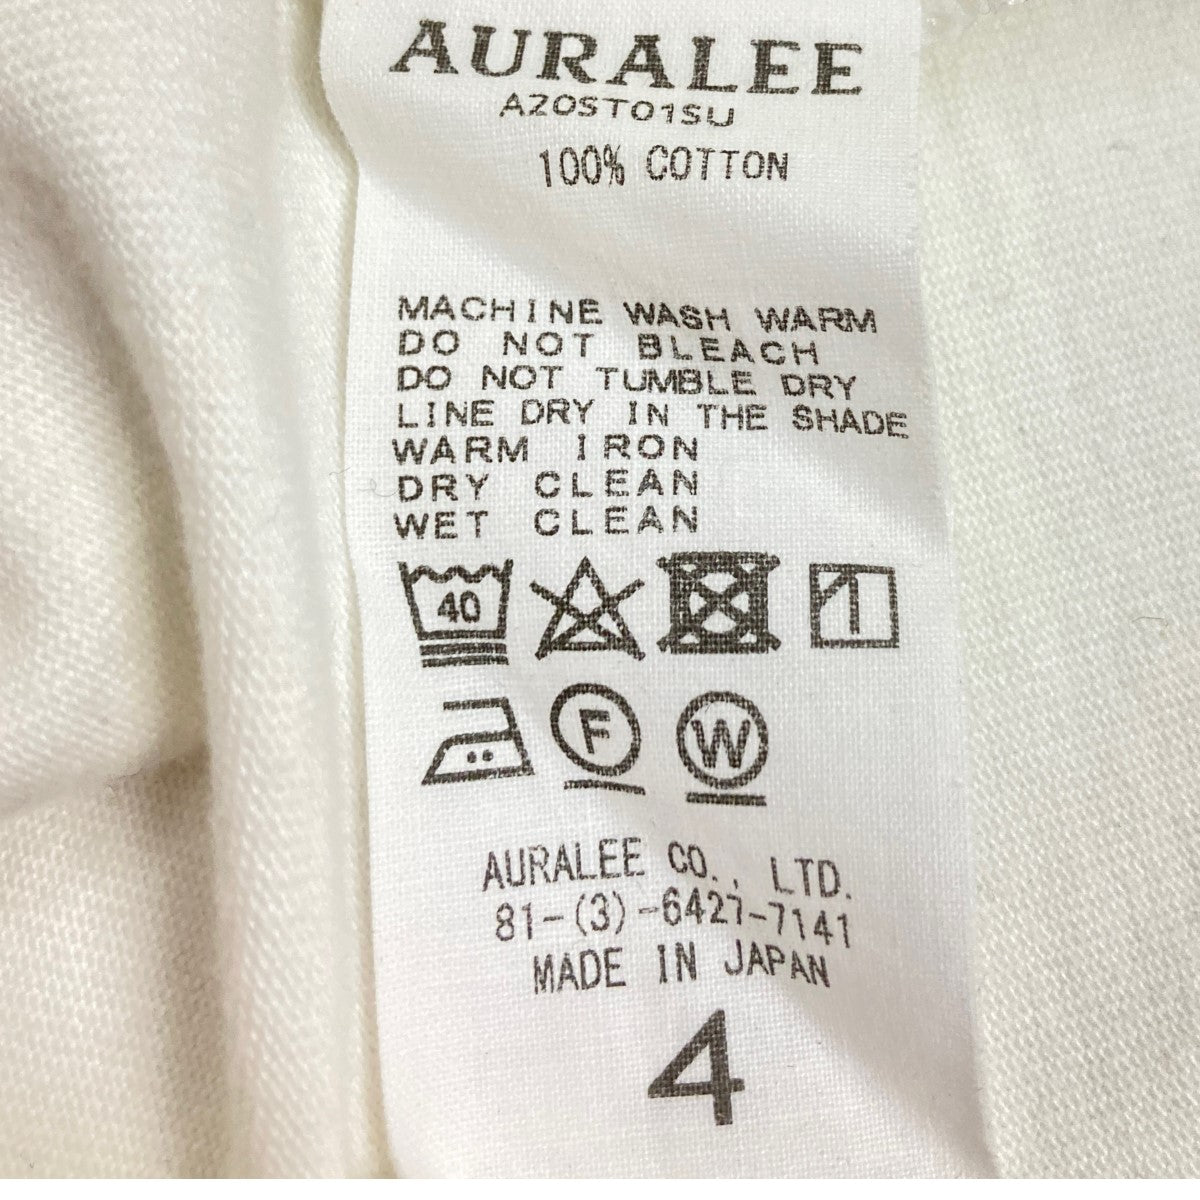 AURALEE
A20ST01SU
100% COTTON
MACHINE WASH WARM
DO NOT BLEACH
DO NOT TUMBLE DRY
LINE DRY IN THE SHADE
WARM IRON
DRY CLEAN
WET CLEAN
40
F W
AURALEE CO., LTD.
81-(3)-6427-7141
MADE IN JAPAN
4